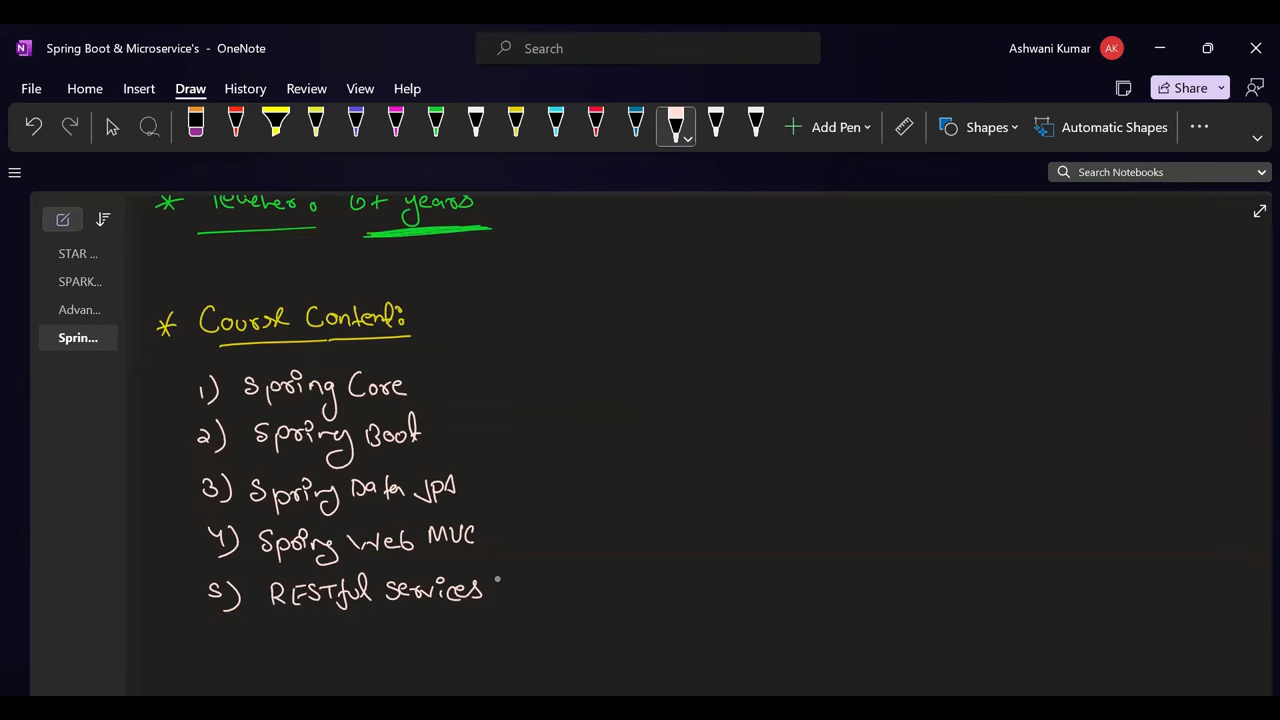 Spring Boot & Microservice's - OneNote
Search
Ashwani Kumar
AK
File Home Insert Draw History Review View Help
Share
Add Pen
Shapes
Automatic Shapes
Search Notebooks
STAR ...
SPARK...
Advan...
Sprin...
* Teacher: 6+ years
* Course Content:
1) Spring Core
2) Spring Boot
3) Spring Data JPA
4) Spring Web MVC
5) RESTful Services